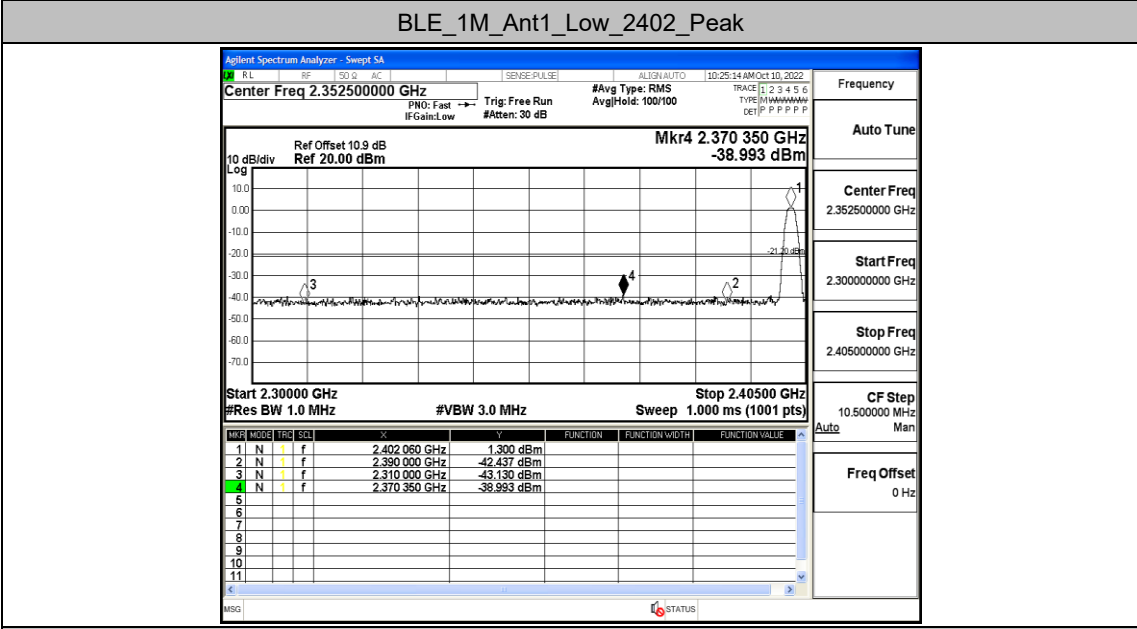 BLE_1M_Ant1_Low_2402_Peak
Agilent Spectrum Analyzer - Swept SA
LXI RL RF 50 Ω AC SENSE:PULSE ALIGNAUTO 10:25:14 AM Oct 10, 2022
Center Freq 2.352500000 GHz
PNO: Fast
IFGain:Low
Trig: Free Run
#Atten: 30 dB
#Avg Type: RMS
Avg|Hold: 100/100
TRACE 1 2 3 4 5 6
TYPE M WWWWW
DET P P P P P P
Mkr4 2.370 350 GHz
-38.993 dBm
Ref Offset 10.9 dB
Ref 20.00 dBm
10 dB/div
Log
10.0
0.00
-10.0
-20.0
-30.0
-40.0
-50.0
-60.0
-70.0
1
-21.20 dBm
3
4
2
Start 2.30000 GHz Stop 2.40500 GHz
#Res BW 1.0 MHz #VBW 3.0 MHz Sweep 1.000 ms (1001 pts)
MKR MODE TRC SCL X Y FUNCTION FUNCTION WIDTH FUNCTION VALUE
1 N 1 f 2.402 060 GHz 1.300 dBm
2 N 1 f 2.390 000 GHz -42.437 dBm
3 N 1 f 2.310 000 GHz -43.130 dBm
4 N 1 f 2.370 350 GHz -38.993 dBm
5
6
7
8
9
10
11
MSG STATUS
Frequency
Auto Tune
Center Freq
2.352500000 GHz
Start Freq
2.300000000 GHz
Stop Freq
2.405000000 GHz
CF Step
10.500000 MHz
Auto Man
Freq Offset
0 Hz